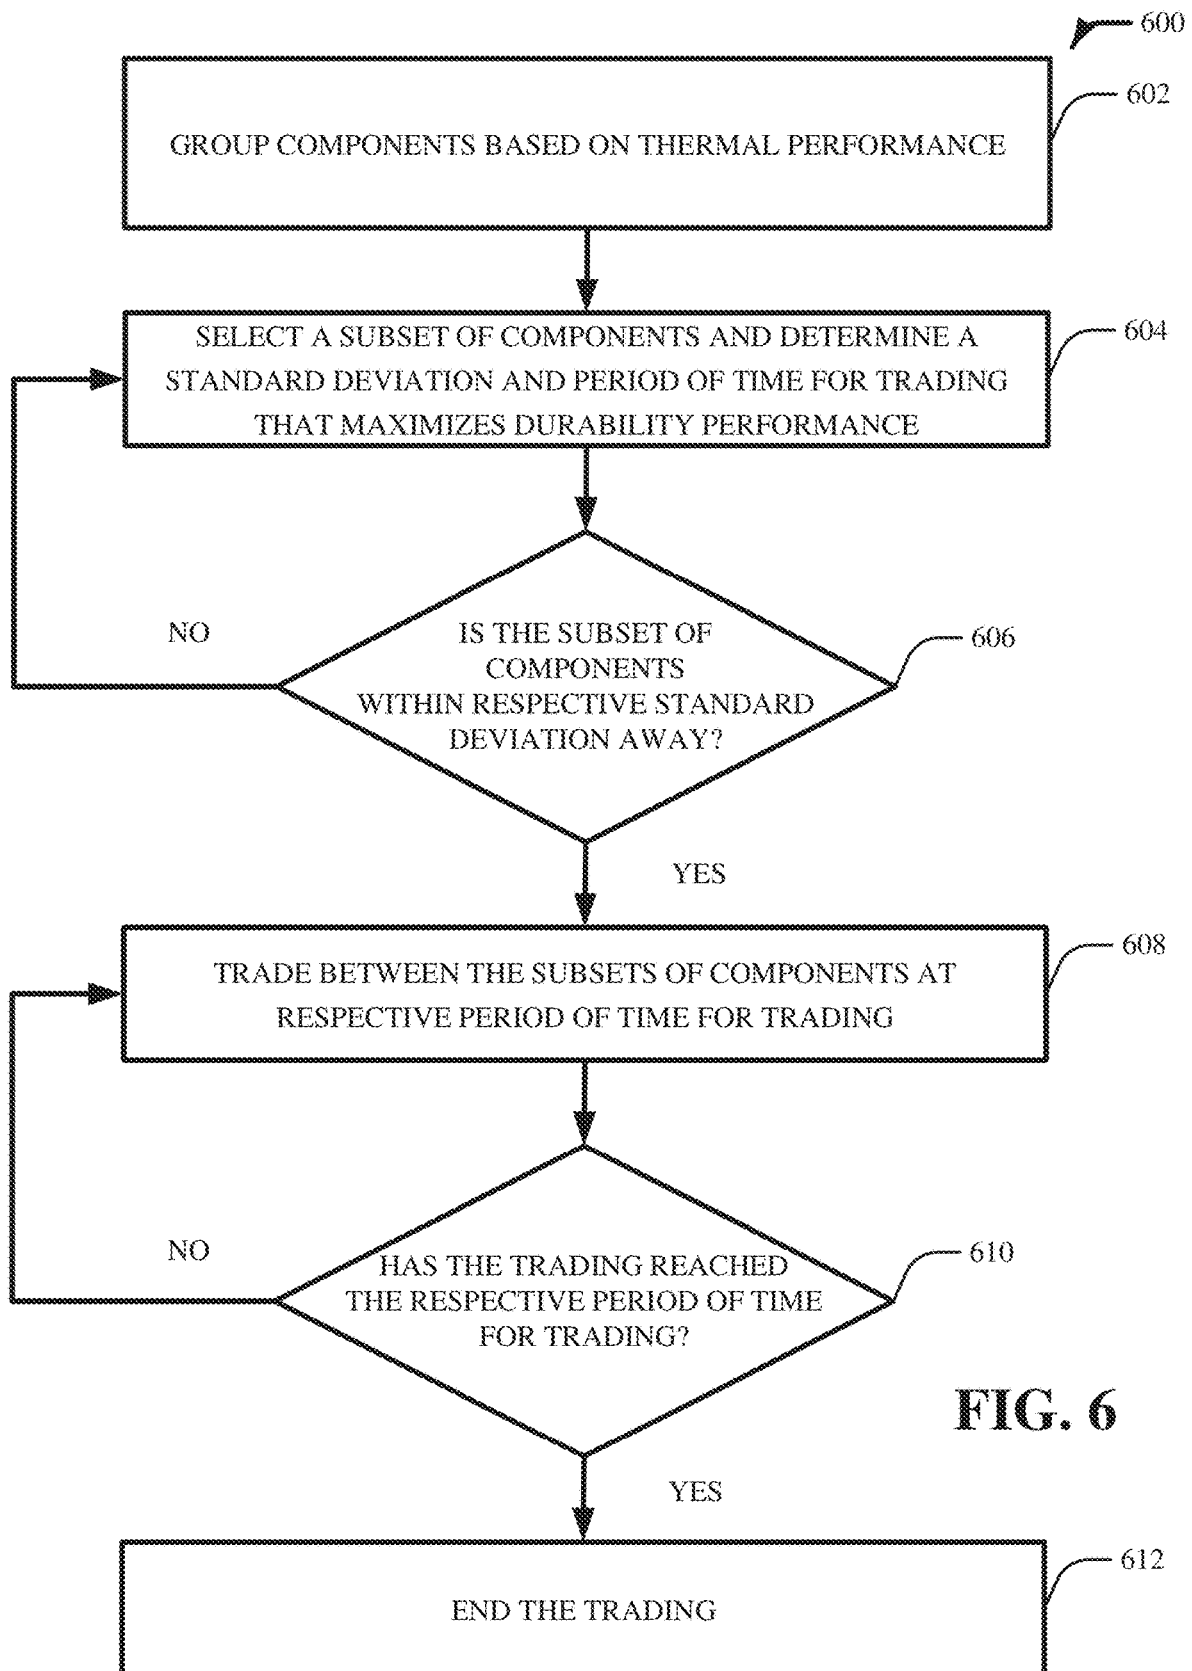 600
602
GROUP COMPONENTS BASED ON THERMAL PERFORMANCE
604
SELECT A SUBSET OF COMPONENTS AND DETERMINE A
STANDARD DEVIATION AND PERIOD OF TIME FOR TRADING
THAT MAXIMIZES DURABILITY PERFORMANCE
NO
606
IS THE SUBSET OF
COMPONENTS
WITHIN RESPECTIVE STANDARD
DEVIATION AWAY?
YES
608
TRADE BETWEEN THE SUBSETS OF COMPONENTS AT
RESPECTIVE PERIOD OF TIME FOR TRADING
NO
610
HAS THE TRADING REACHED
THE RESPECTIVE PERIOD OF TIME
FOR TRADING?
FIG. 6
YES
612
END THE TRADING